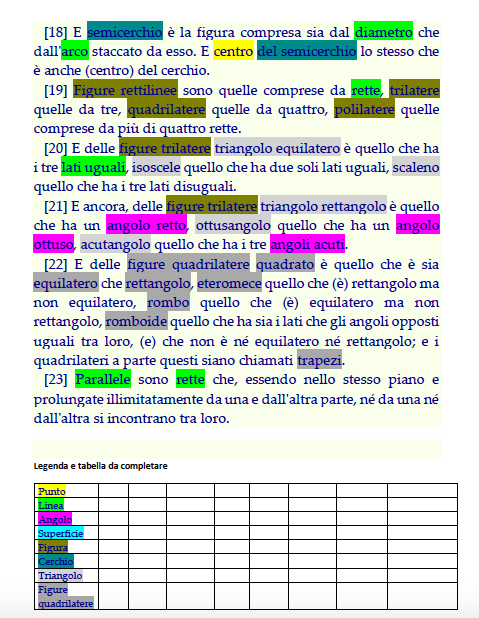 [18] E semicerchio è la figura compresa sia dal diametro che
dall'arco staccato da esso. E centro del semicerchio lo stesso che
è anche (centro) del cerchio.
[19] Figure rettilinee sono quelle comprese da rette, trilatere
quelle da tre, quadrilatere quelle da quattro, polilatere quelle
comprese da più di quattro rette.
[20] E delle figure trilatere triangolo equilatero è quello che ha
i tre lati uguali, isoscele quello che ha due soli lati uguali, scaleno
quello che ha i tre lati disuguali.
[21] E ancora, delle figure trilatere triangolo rettangolo è quello
che ha un angolo retto, ottusangolo quello che ha un angolo
ottuso, acutangolo quello che ha i tre angoli acuti.
[22] E delle figure quadrilatere quadrato è quello che è sia
equilatero che rettangolo, eteromece quello che (è) rettangolo ma
non equilatero, rombo quello che (è) equilatero ma non
rettangolo, romboide quello che ha sia i lati che gli angoli opposti
uguali tra loro, (e) che non è né equilatero né rettangolo; e i
quadrilateri a parte questi siano chiamati trapezi.
[23] Parallele sono rette che, essendo nello stesso piano e
prolungate illimitatamente da una e dall'altra parte, né da una né
dall'altra si incontrano tra loro.
Legenda e tabella da completare
Punto
Linea
Angolo
Superficie
Figura
Cerchio
Triangolo
Figure
quadrilatere